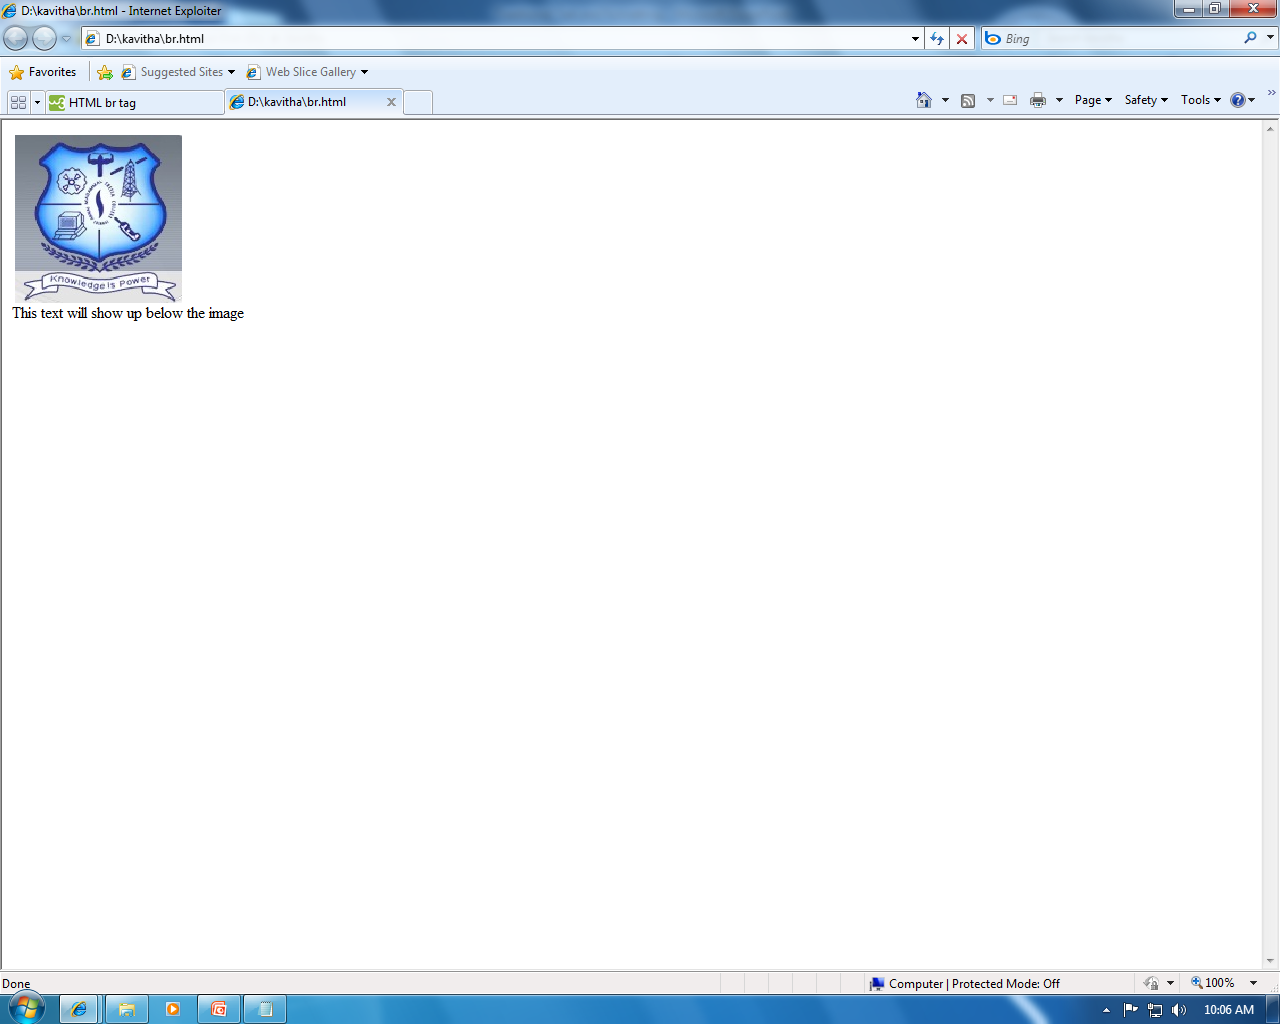 D:\kavitha\br.html - Internet Exploiter
D:\kavitha\br.html
Bing
Favorites
Suggested Sites
Web Slice Gallery
HTML br tag
D:\kavitha\br.html
Page
Safety
Tools
Knowledge is Power
This text will show up below the image
Done
Computer | Protected Mode: Off
100%
10:06 AM